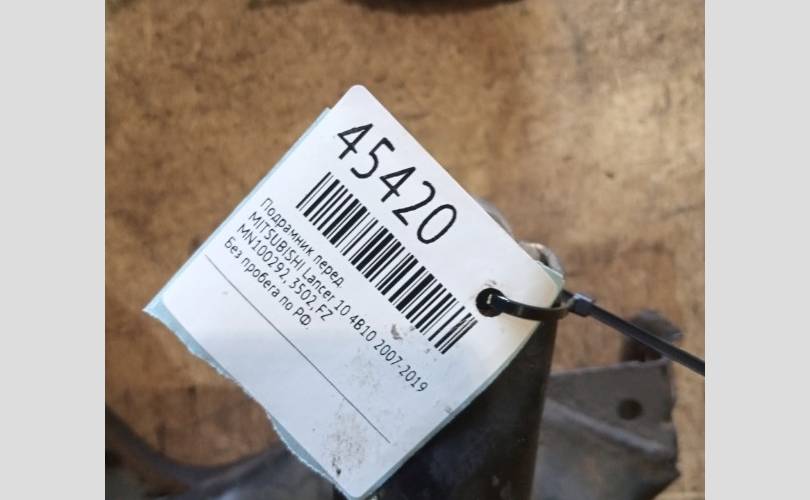 45420
Подрамник перед.
MITSUBISHI Lancer 10 4B10 2007-2019
MN100292, 3502,FZ
Без пробега по РФ.